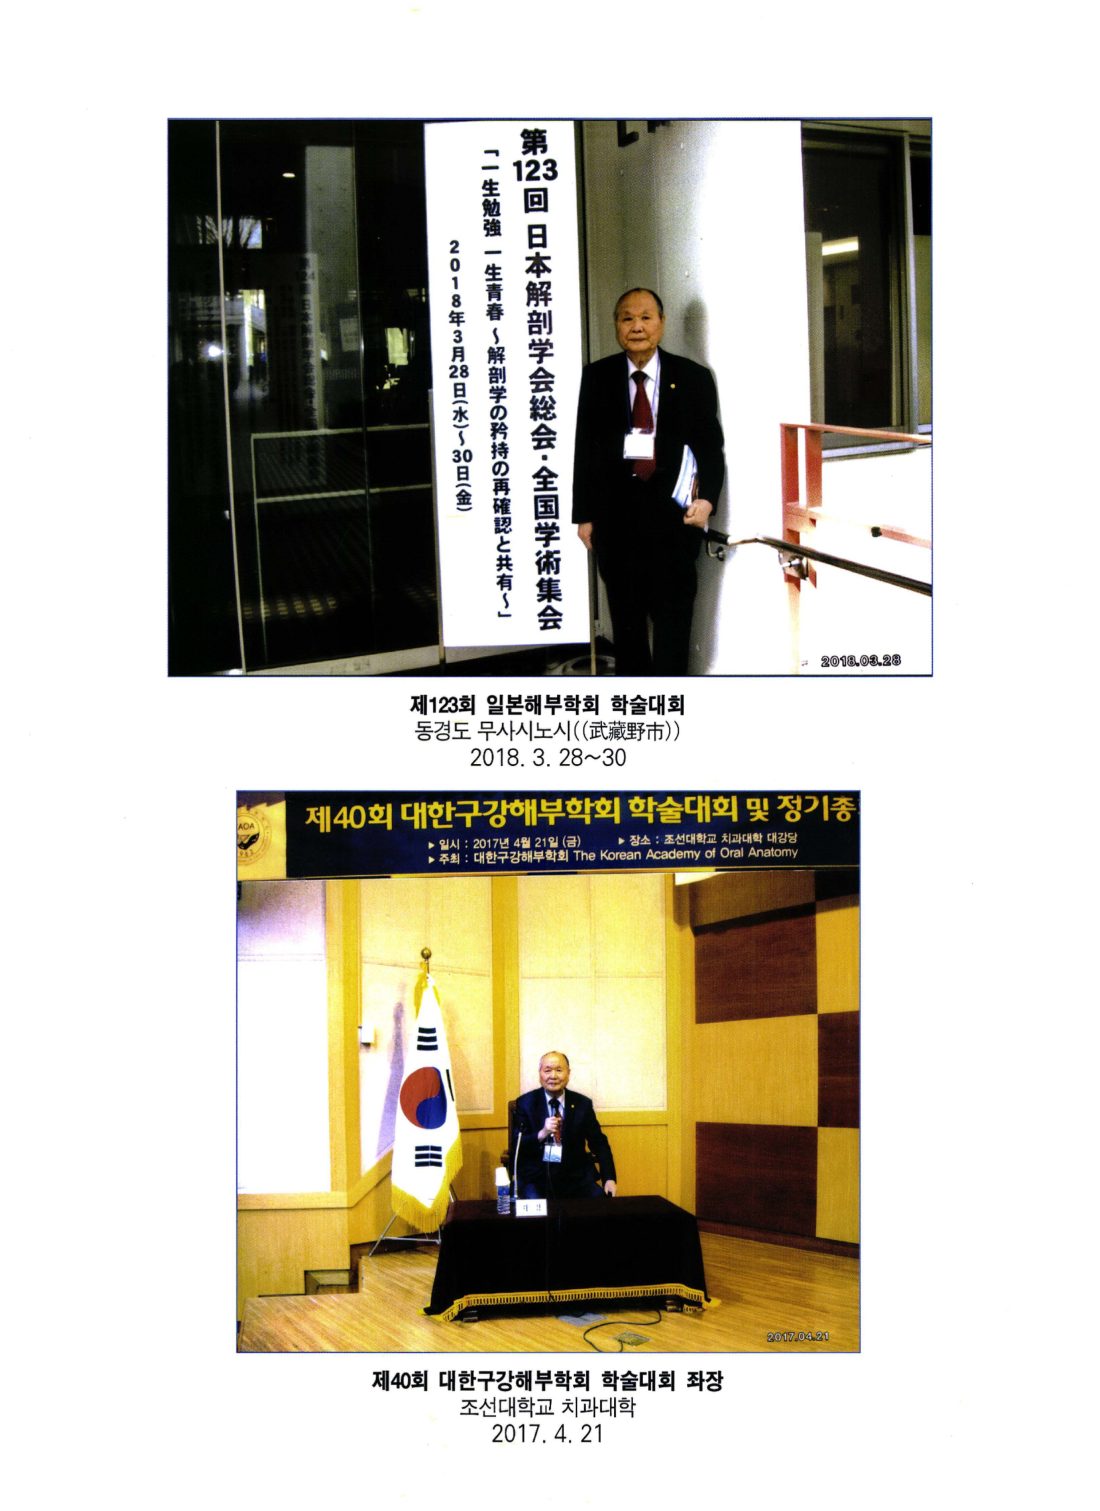 第123回 日本解剖学会総会・全国学術集会
「一生勉強 一生青春 ～解剖学の矜持の再確認と共有～」
2018年3月28日(水)～30日(金)
2018.03.28
제123회 일본해부학회 학술대회
동경도 무사시노시((武藏野市))
2018. 3. 28~30
제40회 대한구강해부학회 학술대회 및 정기총
▶ 일시 : 2017년 4월 21일 (금) ▶ 장소 : 조선대학교 치과대학 대강당
▶ 주최 : 대한구강해부학회 The Korean Academy of Oral Anatomy
2017.04.21
제40회 대한구강해부학회 학술대회 좌장
조선대학교 치과대학
2017. 4. 21